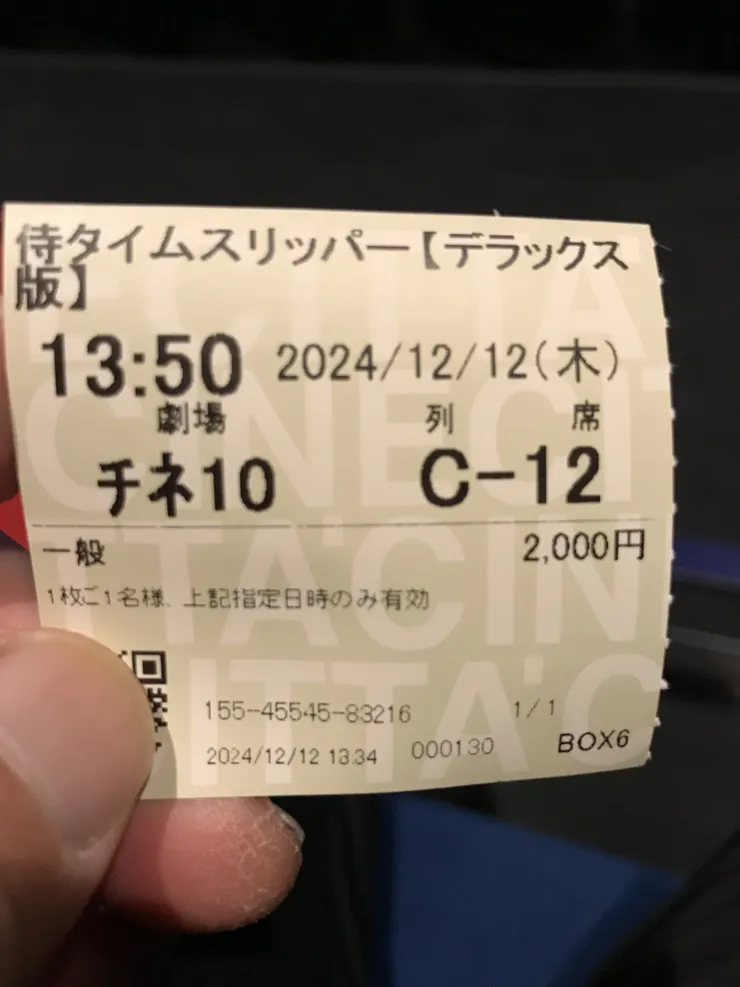 侍タイムスリッパー【デラックス
版】
13:50 2024/12/12(木)
劇場 列 席
チネ10 C-12
一般 2,000円
1枚ご1名様、上記指定日時のみ有効
155-45545-83216 1/1
2024/12/12 13:34 000130 BOX6